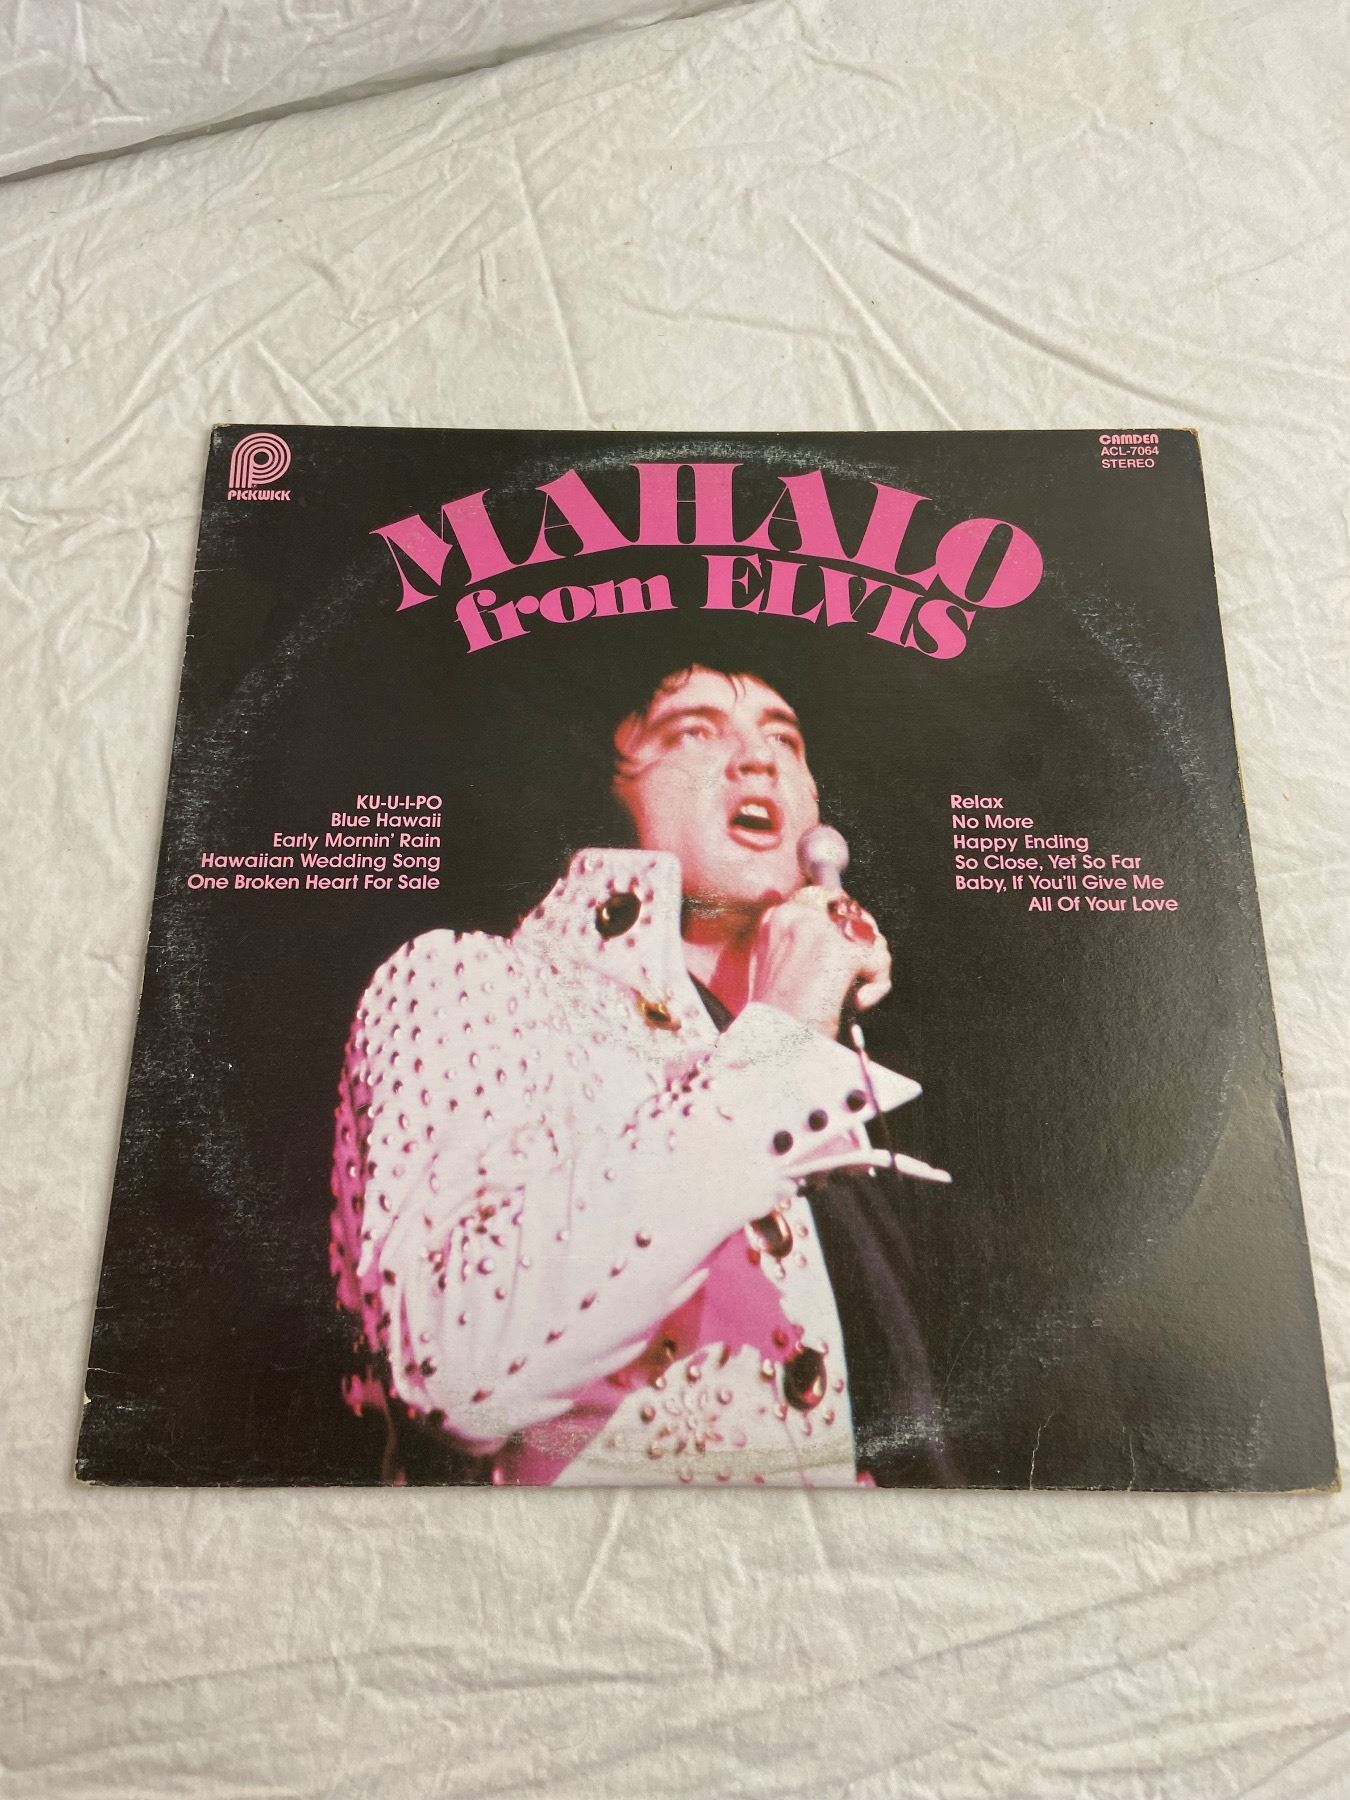 PICKWICK
CAMDEN
ACL-7064
STEREO
MAHALO
from ELVIS
KU-U-I-PO
Blue Hawaii
Early Mornin' Rain
Hawaiian Wedding Song
One Broken Heart For Sale
Relax
No More
Happy Ending
So Close, Yet So Far
Baby, If You'll Give Me
All Of Your Love